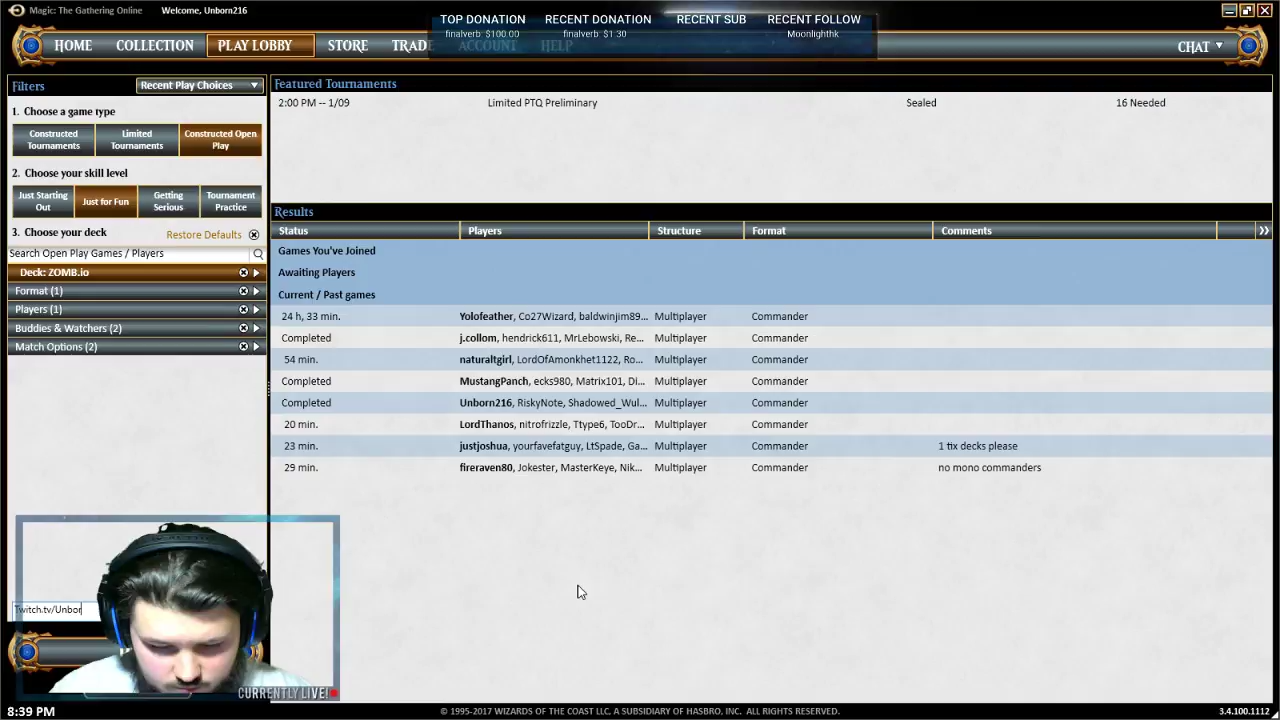 Magic: The Gathering Online Welcome, Unborn216
TOP DONATION RECENT DONATION RECENT SUB RECENT FOLLOW
finalverb: $100.00 finalverb: $1.30 Moonlighthk
HOME COLLECTION PLAY LOBBY STORE TRADE ACCOUNT HELP CHAT
Filters Recent Play Choices
1. Choose a game type
Constructed Tournaments Limited Tournaments Constructed Open Play
2. Choose your skill level
Just Starting Out Just for Fun Getting Serious Tournament Practice
3. Choose your deck Restore Defaults
Search Open Play Games / Players
Deck: ZOMB.io
Format (1)
Players (1)
Buddies & Watchers (2)
Match Options (2)
Featured Tournaments
2:00 PM -- 1/09 Limited PTQ Preliminary Sealed 16 Needed
Results
Status Players Structure Format Comments
Games You've Joined
Awaiting Players
Current / Past games
24 h, 33 min. Yolofeather, Co27Wizard, baldwinjim89... Multiplayer Commander
Completed j.collom, hendrick611, MrLebowski, Re... Multiplayer Commander
54 min. naturaltgirl, LordOfAmonkhet1122, Ro... Multiplayer Commander
Completed MustangPanch, ecks980, Matrix101, Di... Multiplayer Commander
Completed Unborn216, RiskyNote, Shadowed_Wul... Multiplayer Commander
20 min. LordThanos, nitrofrizzle, Ttype6, TooDr... Multiplayer Commander
23 min. justjoshua, yourfavefatguy, LtSpade, Ga... Multiplayer Commander 1 tix decks please
29 min. fireraven80, Jokester, MasterKeye, Nik... Multiplayer Commander no mono commanders
Twitch.tv/Unbor
CURRENTLY LIVE!
8:39 PM © 1995-2017 WIZARDS OF THE COAST LLC, A SUBSIDIARY OF HASBRO, INC. ALL RIGHTS RESERVED. 3.4.100.1112